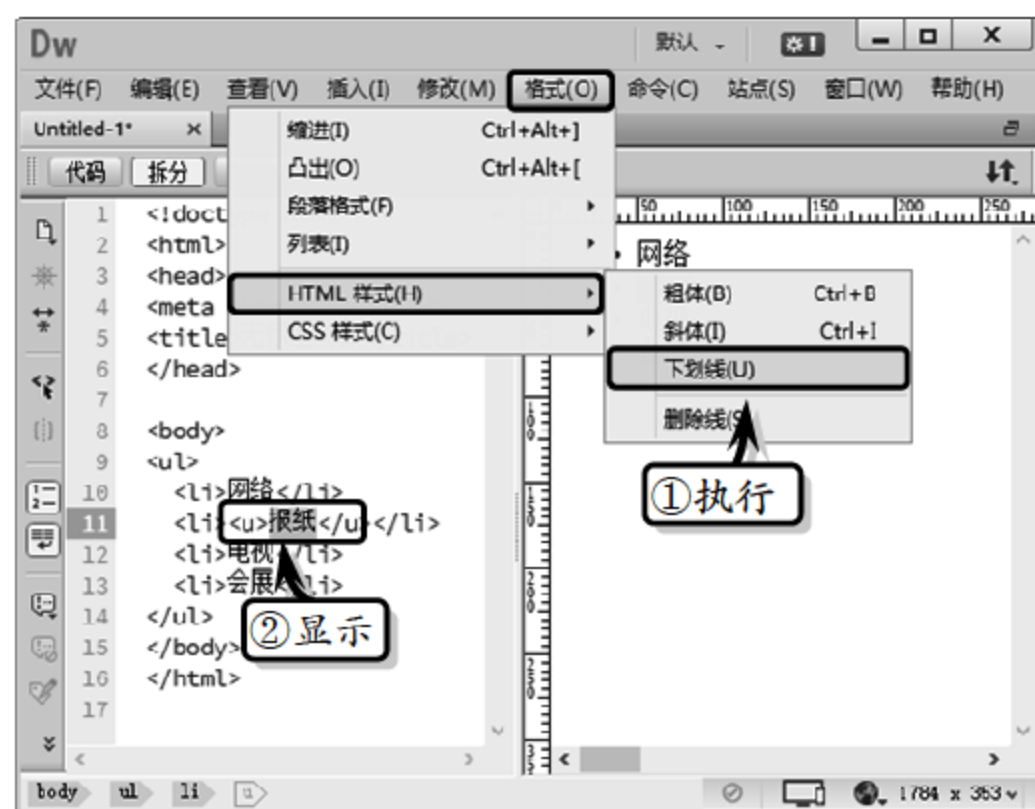 Dw
默认
文件(F) 编辑(E) 查看(V) 插入(I) 修改(M) 格式(O) 命令(C) 站点(S) 窗口(W) 帮助(H)
Untitled-1* ×
代码 拆分
缩进(I) Ctrl+Alt+]
凸出(O) Ctrl+Alt+[
段落格式(F)
列表(I)
HTML 样式(H)
CSS 样式(C)
50 100 150 200 250
• 网络
粗体(B) Ctrl+B
斜体(I) Ctrl+I
下划线(U)
删除线(S
①执行
1 <!doct
2 <html>
3 <head>
4 <meta
5 <title
6 </head>
7
8 <body>
9 <ul>
10 <li>网络</li>
11 <li><u>报纸</u></li>
12 <li>电视</li>
13 <li>会展</li>
14 </ul>
15 </body>
16 </html>
17
②显示
body ul li u
1784 x 353